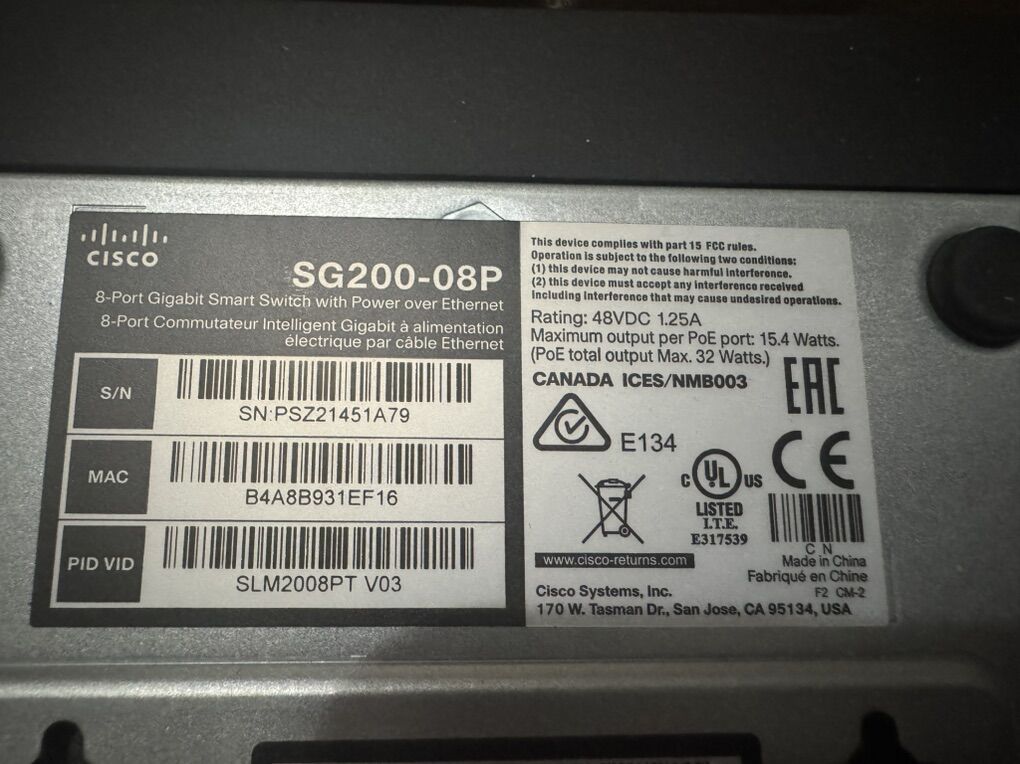 CISCO
SG200-08P
8-Port Gigabit Smart Switch with Power over Ethernet
8-Port Commutateur Intelligent Gigabit à alimentation
électrique par câble Ethernet
S/N
SN:PSZ21451A79
MAC
B4A8B931EF16
PID VID
SLM2008PT V03
This device complies with part 15 FCC rules.
Operation is subject to the following two conditions:
(1) this device may not cause harmful interference.
(2) this device must accept any interference received
including interference that may cause undesired operations.
Rating: 48VDC 1.25A
Maximum output per PoE port: 15.4 Watts.
(PoE total output Max. 32 Watts.)
CANADA ICES/NMB003
EAC
E134
C UL US
LISTED
I.T.E.
E317539
CE
www.cisco-returns.com
C N
Made in China
Fabriqué en Chine
F2 CM-2
Cisco Systems, Inc.
170 W. Tasman Dr., San Jose, CA 95134, USA